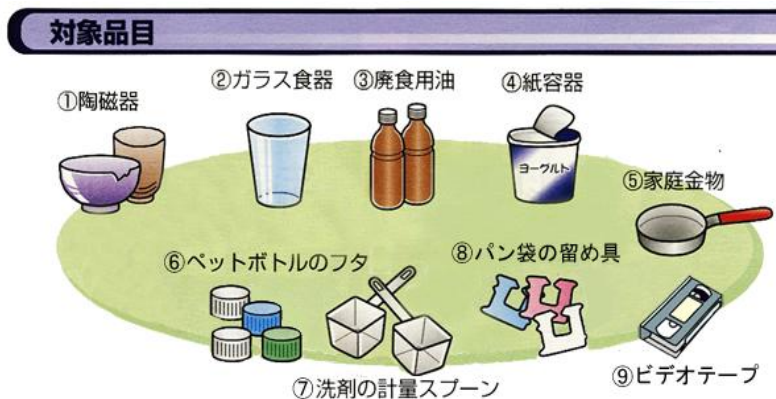 対象品目
①陶磁器
②ガラス食器
③廃食用油
④紙容器
ヨーグルト
⑤家庭金物
⑥ペットボトルのフタ
⑧パン袋の留め具
⑦洗剤の計量スプーン
⑨ビデオテープ